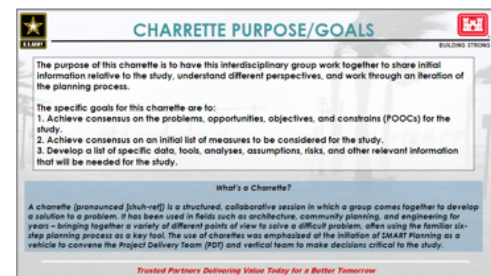 CHARRETTE PURPOSE/GOALS
U.S. ARMY
BUILDING STRONG
The purpose of this charrette is to have this interdisciplinary group work together to share initial
information relative to the study, understand different perspectives, and work through an iteration of
the planning process.
The specific goals for this charrette are to:
1. Achieve consensus on the problems, opportunities, objectives, and constrains (POOCs) for the
study.
2. Achieve consensus on an initial list of measures to be considered for the study.
3. Develop a list of specific data, tools, analyses, assumptions, risks, and other relevant information
that will be needed for the study.
What's a Charrette?
A charrette (pronounced [shuh-ret]) is a structured, collaborative session in which a group comes together to develop
a solution to a problem. It has been used in fields such as architecture, community planning, and engineering for
years – bringing together a variety of different points of view to solve a difficult problem, often using the familiar six-
step planning process as a key tool. The use of charettes was emphasized at the initiation of SMART Planning as a
vehicle to convene the Project Delivery Team (PDT) and vertical team to make decisions critical to the study.
Trusted Partners Delivering Value Today for a Better Tomorrow